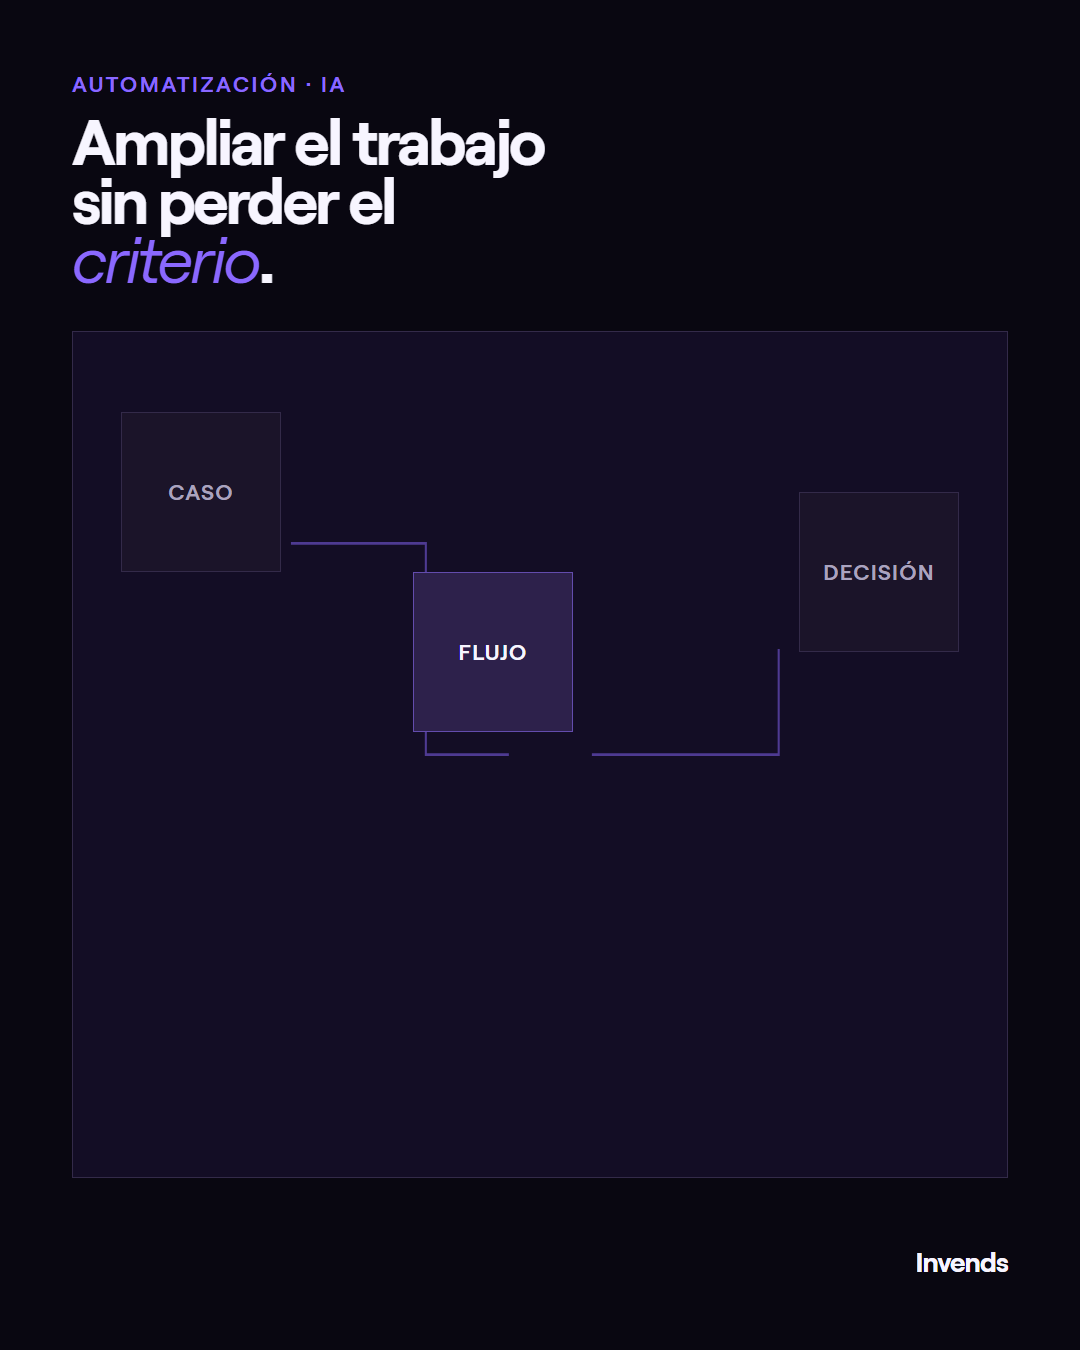 AUTOMATIZACIÓN · IA
Ampliar el trabajo
sin perder el
criterio.
CASO
DECISIÓN
FLUJO
Invends